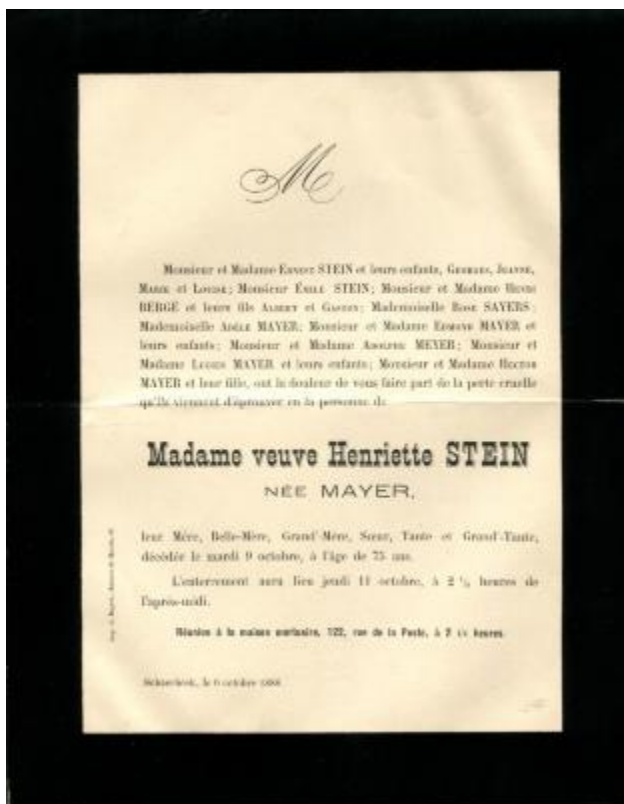 M
Monsieur et Madame ERNEST STEIN et leurs enfants, GEORGES, JEANNE,
MARIE et LOUISE; Monsieur ÉMILE STEIN; Monsieur et Madame HENRI
BERGÉ et leurs fils ALBERT et GASTON; Mademoiselle ROSE SAYERS;
Mademoiselle ADÈLE MAYER; Monsieur et Madame EDMOND MAYER et
leurs enfants; Monsieur et Madame ADOLPHE MEYER; Monsieur et
Madame LUCIEN MAYER et leurs enfants; Monsieur et Madame HECTOR
MAYER et leur fille, ont la douleur de vous faire part de la perte cruelle
qu'ils viennent d'éprouver en la personne de
Madame veuve Henriette STEIN
NÉE MAYER,
leur Mère, Belle-Mère, Grand'Mère, Sœur, Tante et Grand'Tante,
décédée le mardi 9 octobre, à l'âge de 75 ans.
L'enterrement aura lieu jeudi 11 octobre, à 2 ½ heures de
l'après-midi.
Réunion à la maison mortuaire, 122, rue de la Poste, à 2 heures.
Schaerbeek, le octobre